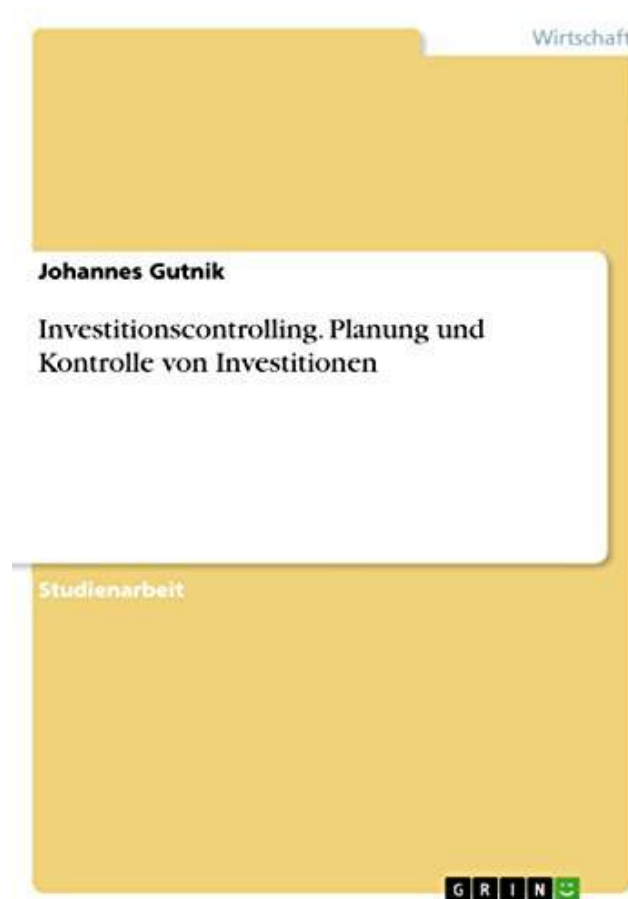 Wirtschaft
Johannes Gutnik
Investitionscontrolling. Planung und
Kontrolle von Investitionen
Studienarbeit
GRIN